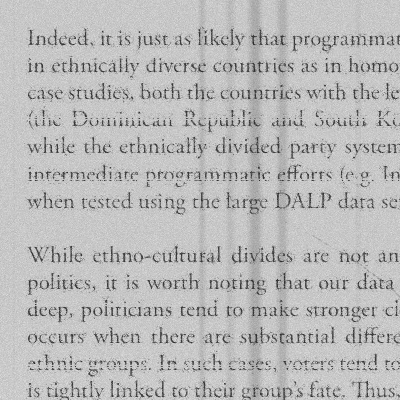 Indeed, it is just as likely that programmat
in ethnically diverse countries as in homo
case studies, both the countries with the le
(the Dominican Republic and South Ko
while the ethnically divided party system
intermediate programmatic efforts (e.g. In
when tested using the large DALP data se
While ethno-cultural divides are not an
politics, it is worth noting that our data
deep, politicians tend to make stronger cl
occurs when there are substantial differe
ethnic groups. In such cases, voters tend to
is tightly linked to their group's fate. Thus,